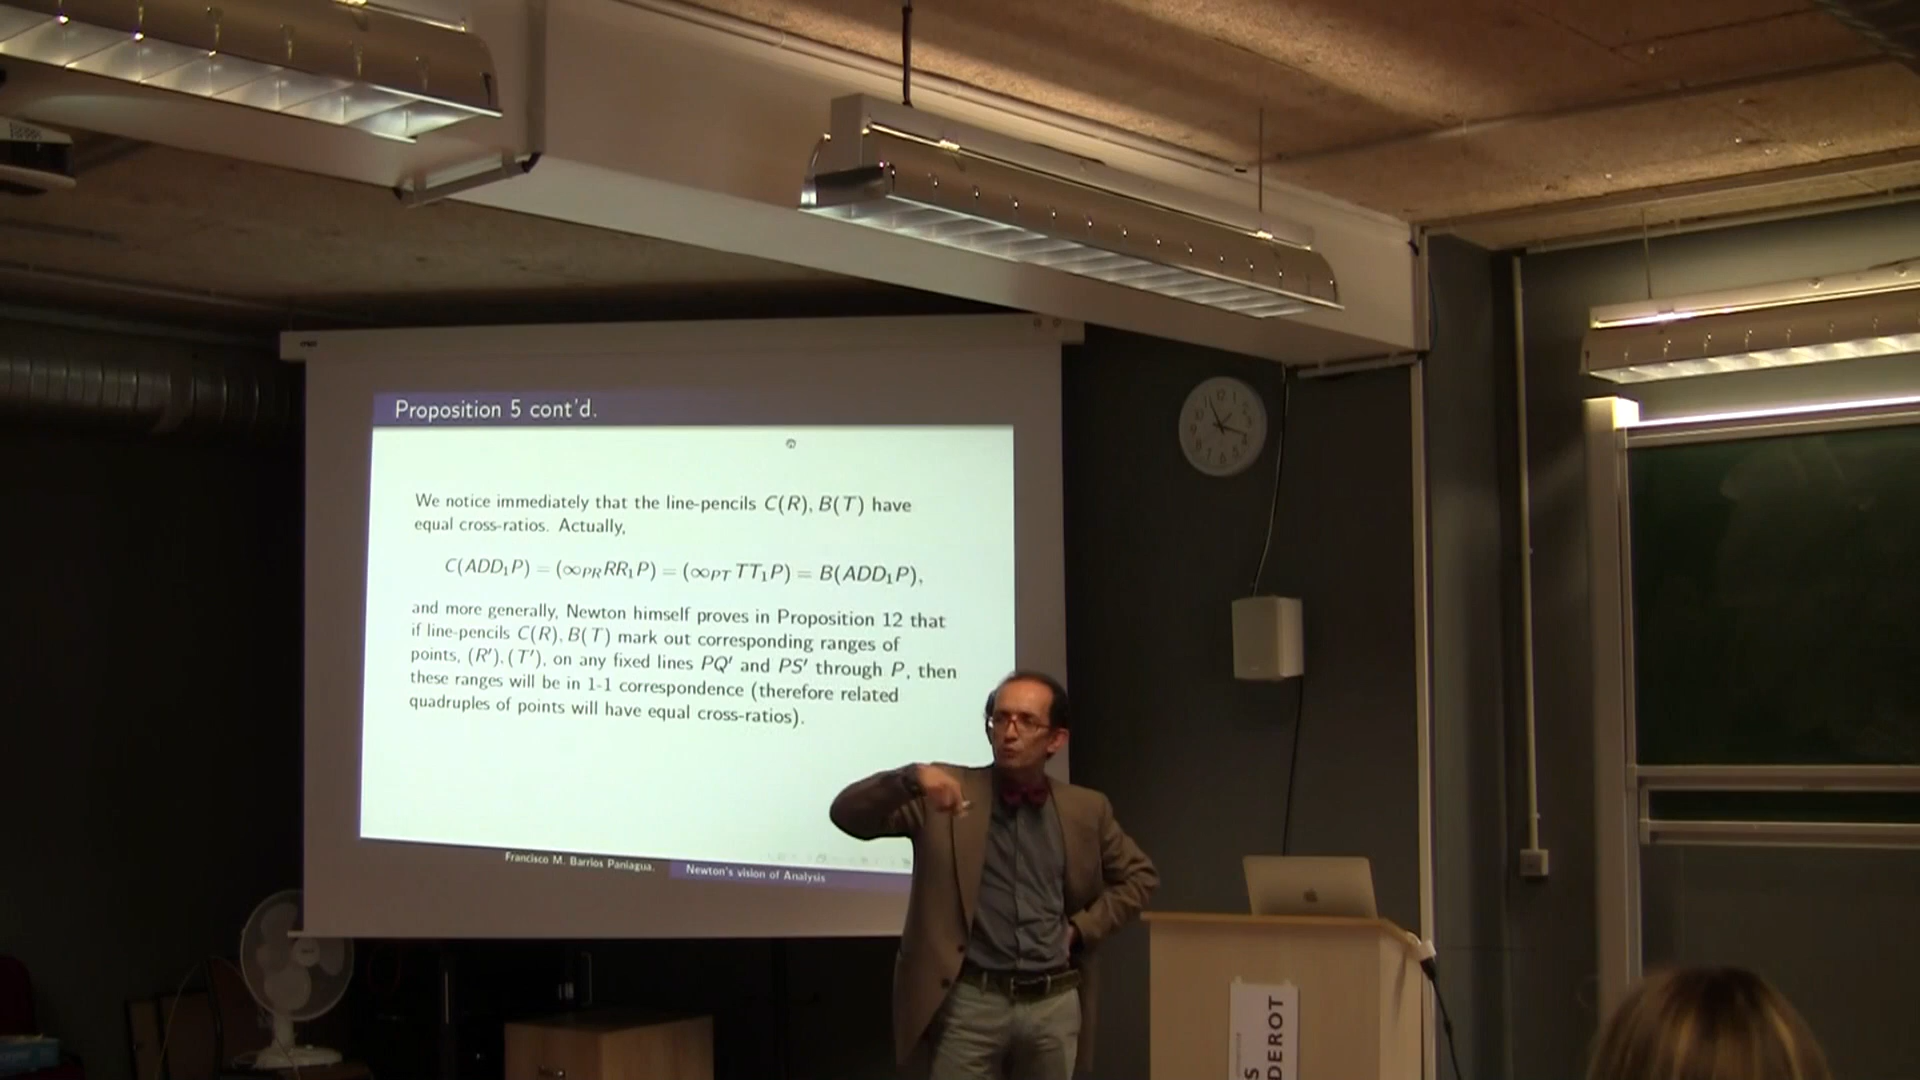 Proposition 5 cont'd.
We notice immediately that the line-pencils C(R), B(T) have
equal cross-ratios. Actually,
C(ADD₁P) = (∞PR RR₁P) = (∞PT TT₁P) = B(ADD₁P),
and more generally, Newton himself proves in Proposition 12 that
if line-pencils C(R), B(T) mark out corresponding ranges of
points, (R′), (T′), on any fixed lines PQ′ and PS′ through P, then
these ranges will be in 1-1 correspondence (therefore related
quadruples of points will have equal cross-ratios).
Francisco M. Barrios Paniagua.
Newton's vision of Analysis
S
DEROT